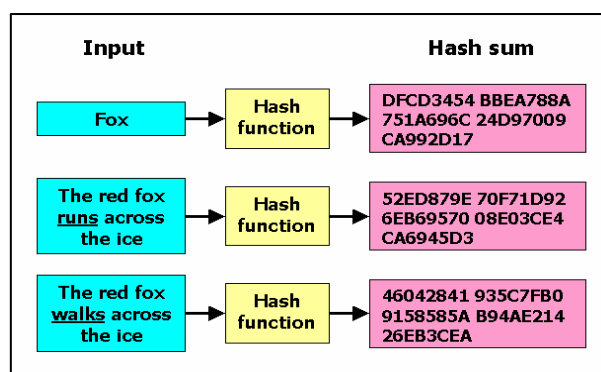 Input
Hash sum
Fox
Hash
function
DFCD3454 BBEA788A
751A696C 24D97009
CA992D17
The red fox
runs across
the ice
Hash
function
52ED879E 70F71D92
6EB69570 08E03CE4
CA6945D3
The red fox
walks across
the ice
Hash
function
46042841 935C7FB0
9158585A B94AE214
26EB3CEA